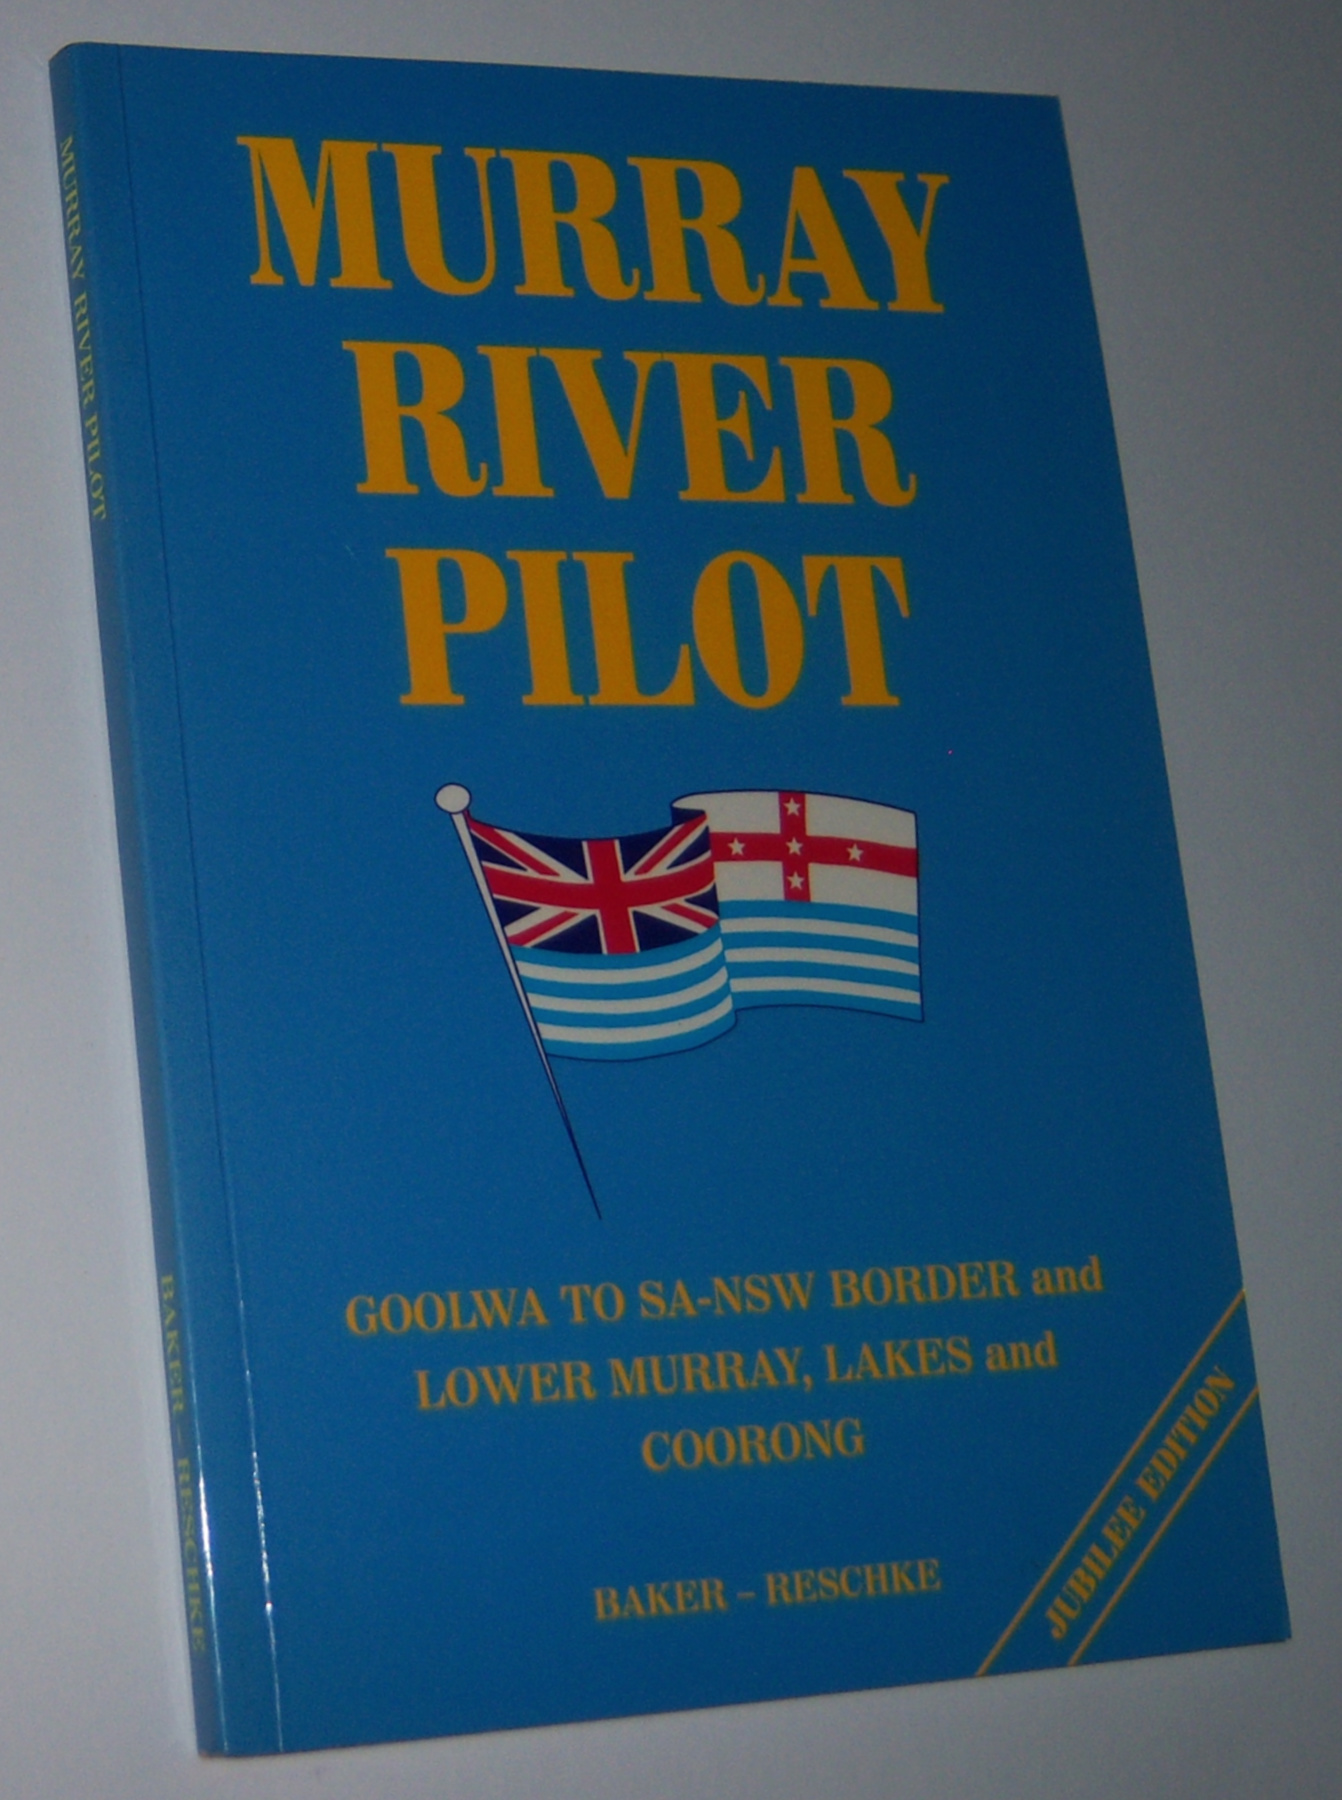 MURRAY RIVER PILOT
BAKER – RESCHKE
MURRAY
RIVER
PILOT
GOOLWA TO SA-NSW BORDER and
LOWER MURRAY, LAKES and
COORONG
BAKER – RESCHKE
JUBILEE EDITION